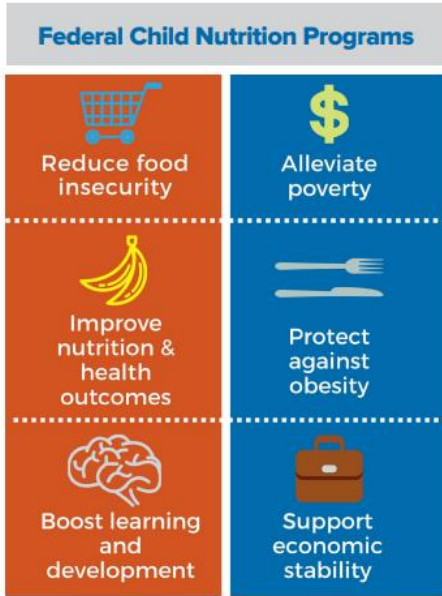 Federal Child Nutrition Programs
Reduce food
insecurity
$
Alleviate
poverty
Improve
nutrition &
health
outcomes
Protect
against
obesity
Boost learning
and
development
Support
economic
stability